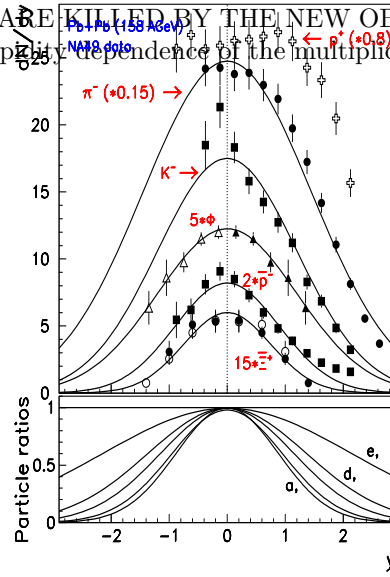 ARE KILLED BY THE NEW OF
pidity dependence of the multiplic
Pb+Pb (158 AGeV)
NA49 data
dN / dy
p⁺ (*0.8)
π⁻ (*0.15)
K⁻
5*Φ
2*p̅⁻
15*Ξ̅⁺
25
20
15
10
5
0
Particle ratios
1
0.5
0
e,
d,
a,
−2 −1 0 1 2
y